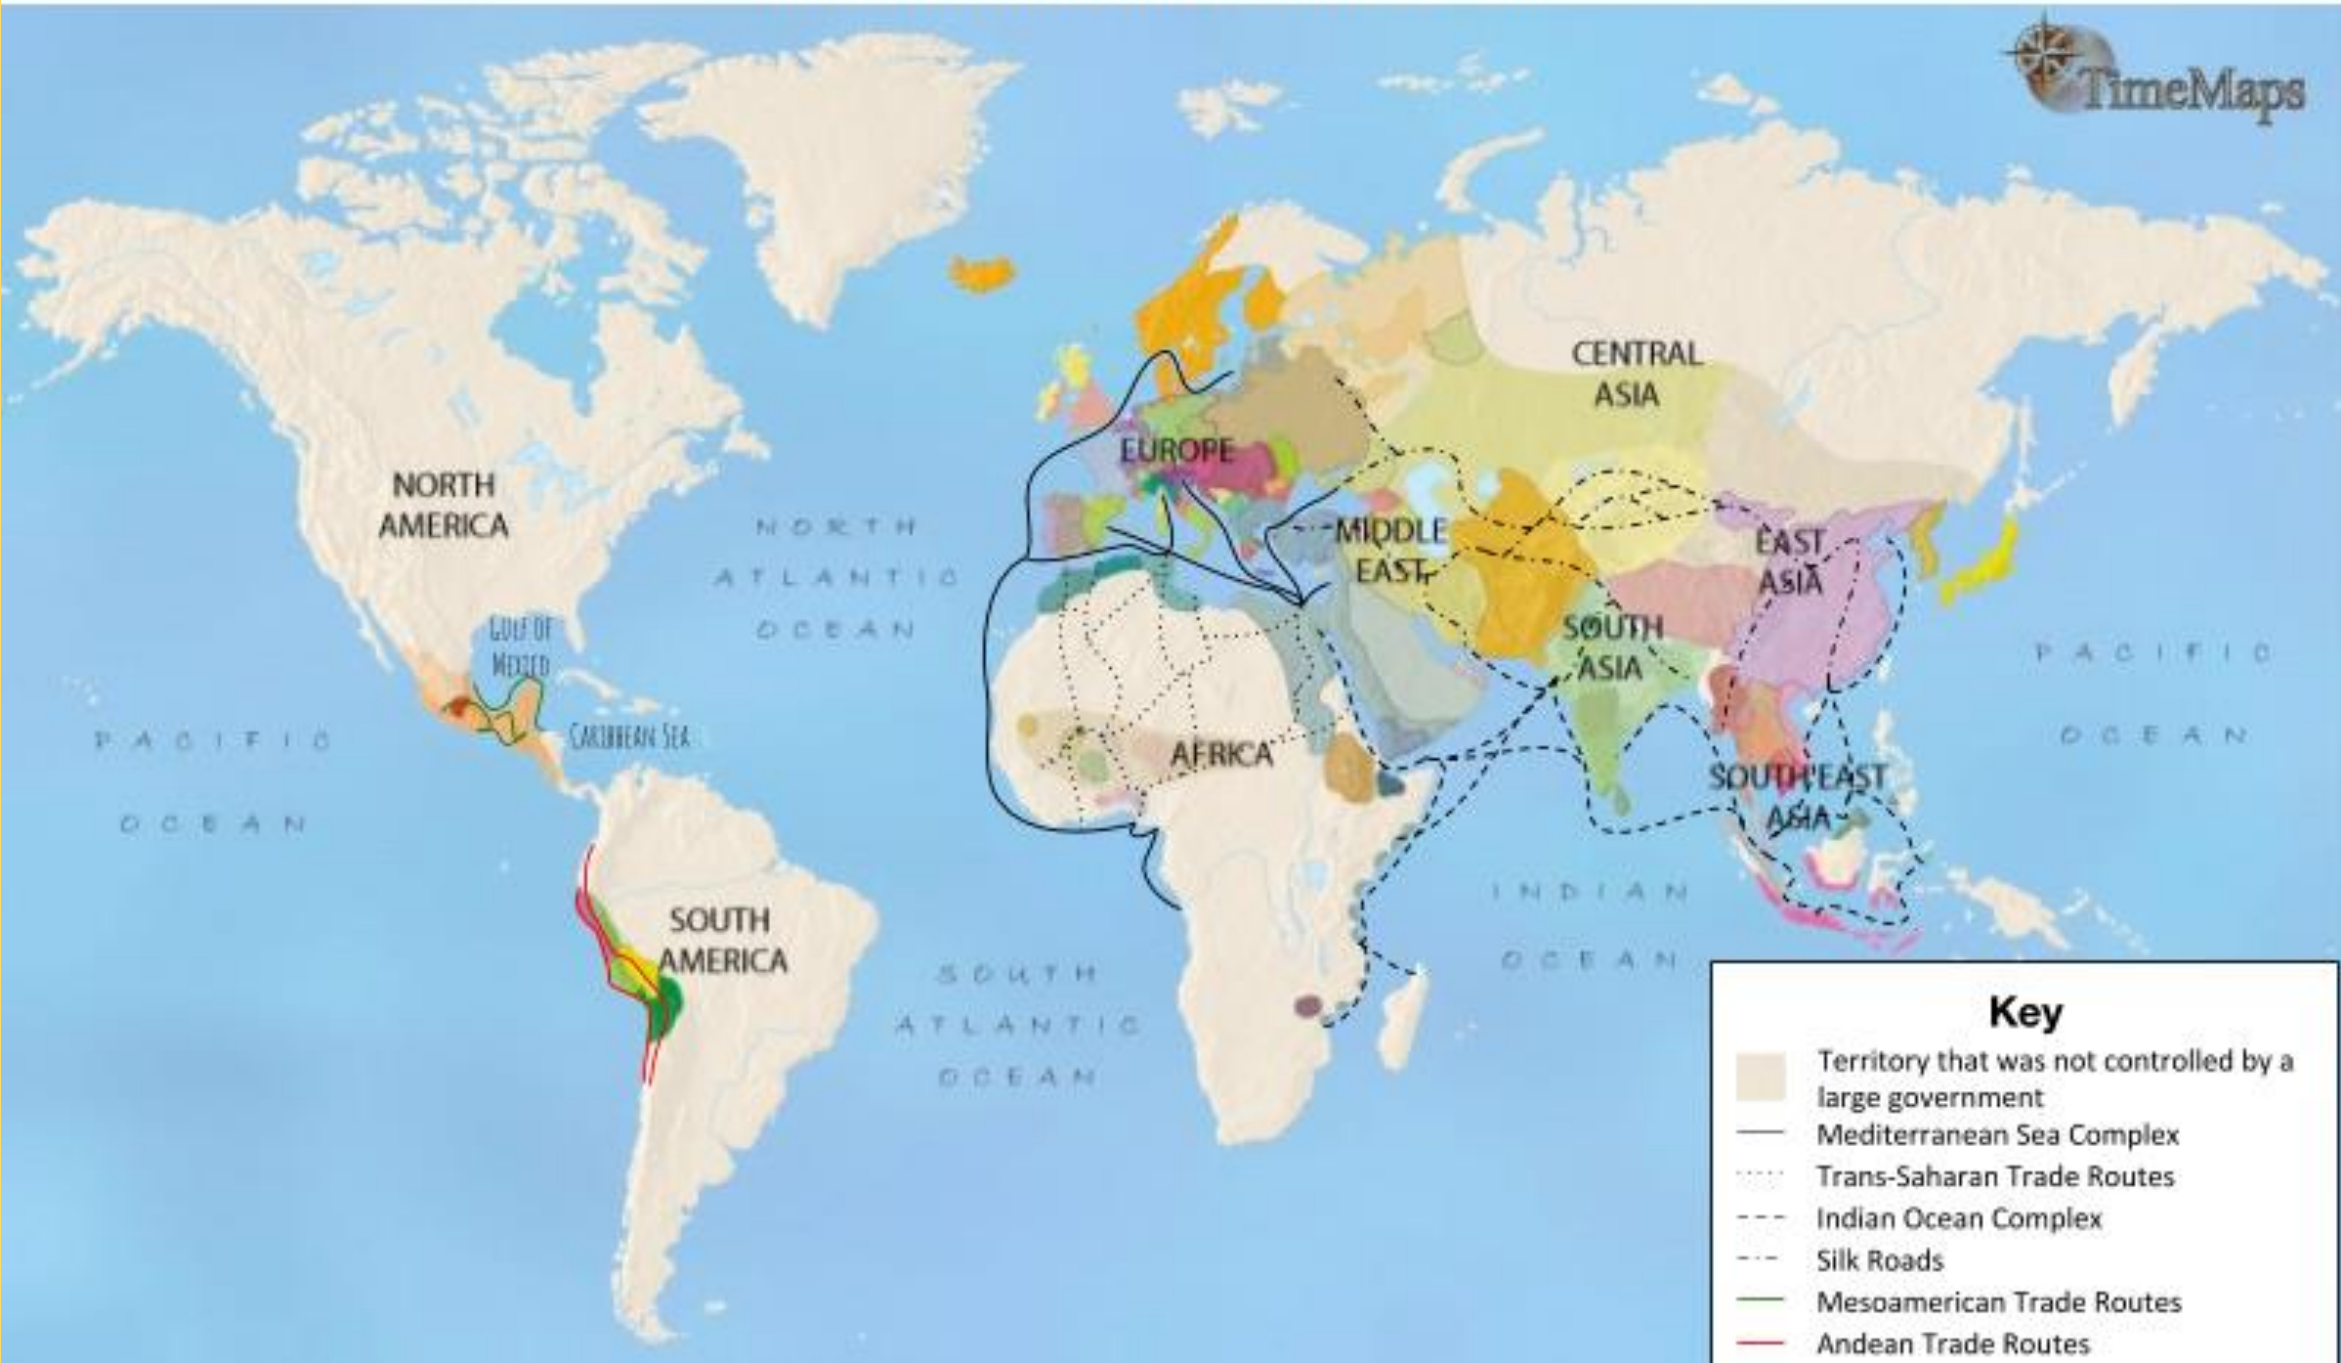 TimeMaps
CENTRAL
ASIA
EUROPE
NORTH
AMERICA
NORTH
ATLANTIC
OCEAN
MIDDLE
EAST
EAST
ASIA
GULF OF
MEXICO
SOUTH
ASIA
PACIFIC
OCEAN
CARIBBEAN SEA
PACIFIC
OCEAN
AFRICA
SOUTH EAST
ASIA
INDIAN
OCEAN
SOUTH
AMERICA
SOUTH
ATLANTIC
OCEAN
Key
Territory that was not controlled by a
large government
Mediterranean Sea Complex
Trans-Saharan Trade Routes
Indian Ocean Complex
Silk Roads
Mesoamerican Trade Routes
Andean Trade Routes